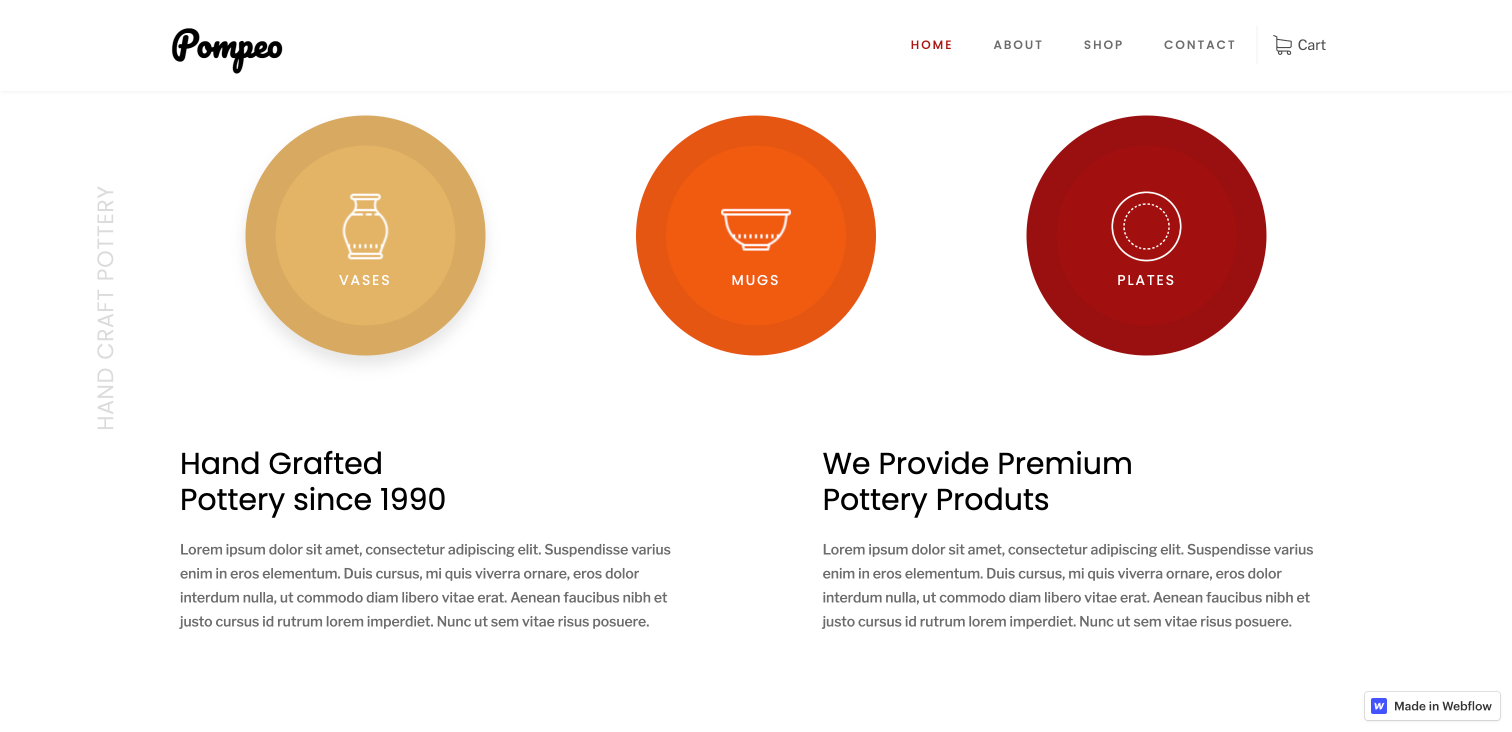 Pompeo
HOME ABOUT SHOP CONTACT Cart
HAND CRAFT POTTERY
VASES
MUGS
PLATES
Hand Grafted
Pottery since 1990
Lorem ipsum dolor sit amet, consectetur adipiscing elit. Suspendisse varius
enim in eros elementum. Duis cursus, mi quis viverra ornare, eros dolor
interdum nulla, ut commodo diam libero vitae erat. Aenean faucibus nibh et
justo cursus id rutrum lorem imperdiet. Nunc ut sem vitae risus posuere.
We Provide Premium
Pottery Produts
Lorem ipsum dolor sit amet, consectetur adipiscing elit. Suspendisse varius
enim in eros elementum. Duis cursus, mi quis viverra ornare, eros dolor
interdum nulla, ut commodo diam libero vitae erat. Aenean faucibus nibh et
justo cursus id rutrum lorem imperdiet. Nunc ut sem vitae risus posuere.
Made in Webflow